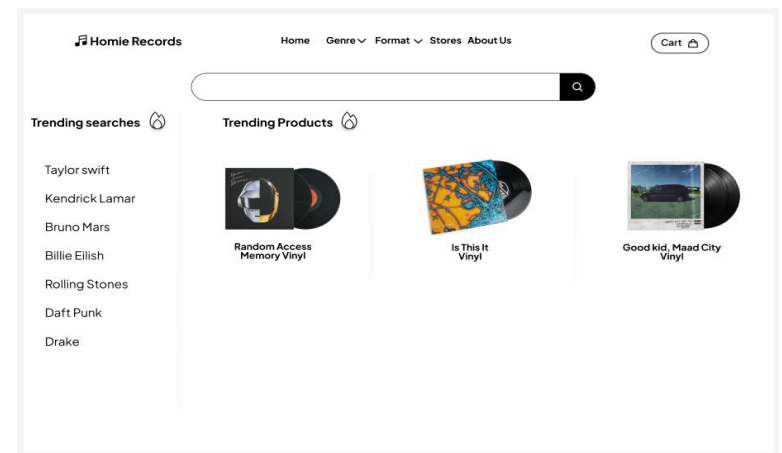 Homie Records
Home Genre Format Stores About Us
Cart
Trending searches
Trending Products
Taylor swift
Kendrick Lamar
Bruno Mars
Billie Eilish
Rolling Stones
Daft Punk
Drake
Random Access
Memory Vinyl
Is This It
Vinyl
Good kid, Maad City
Vinyl